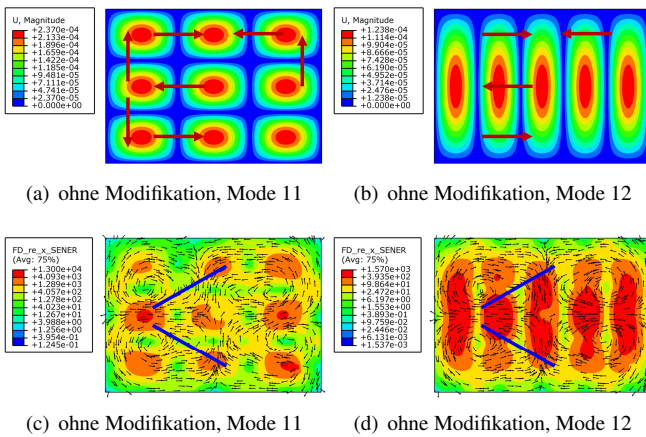 (a)
U, Magnitude
+2.370e-04
+2.133e-04
+1.896e-04
+1.659e-04
+1.422e-04
+1.185e-04
+9.481e-05
+7.111e-05
+4.741e-05
+2.370e-05
+0.000e+00
(b)
U, Magnitude
+1.238e-04
+1.114e-04
+9.904e-05
+8.666e-05
+7.428e-05
+6.190e-05
+4.952e-05
+3.714e-05
+2.476e-05
+1.238e-05
+0.000e+00
(a) ohne Modifikation, Mode 11
(b) ohne Modifikation, Mode 12
(c)
FD_re_x_SENER
(Avg: 75%)
+1.300e+04
+4.093e+03
+1.289e+03
+4.057e+02
+1.278e+02
+4.023e+01
+1.267e+01
+3.988e+00
+1.256e+00
+3.954e-01
+1.245e-01
(d)
FD_re_x_SENER
(Avg: 75%)
+1.570e+03
+3.935e+02
+9.864e+01
+2.472e+01
+6.197e+00
+1.553e+00
+3.893e-01
+9.759e-02
+2.446e-02
+6.131e-03
+1.537e-03
(c) ohne Modifikation, Mode 11
(d) ohne Modifikation, Mode 12